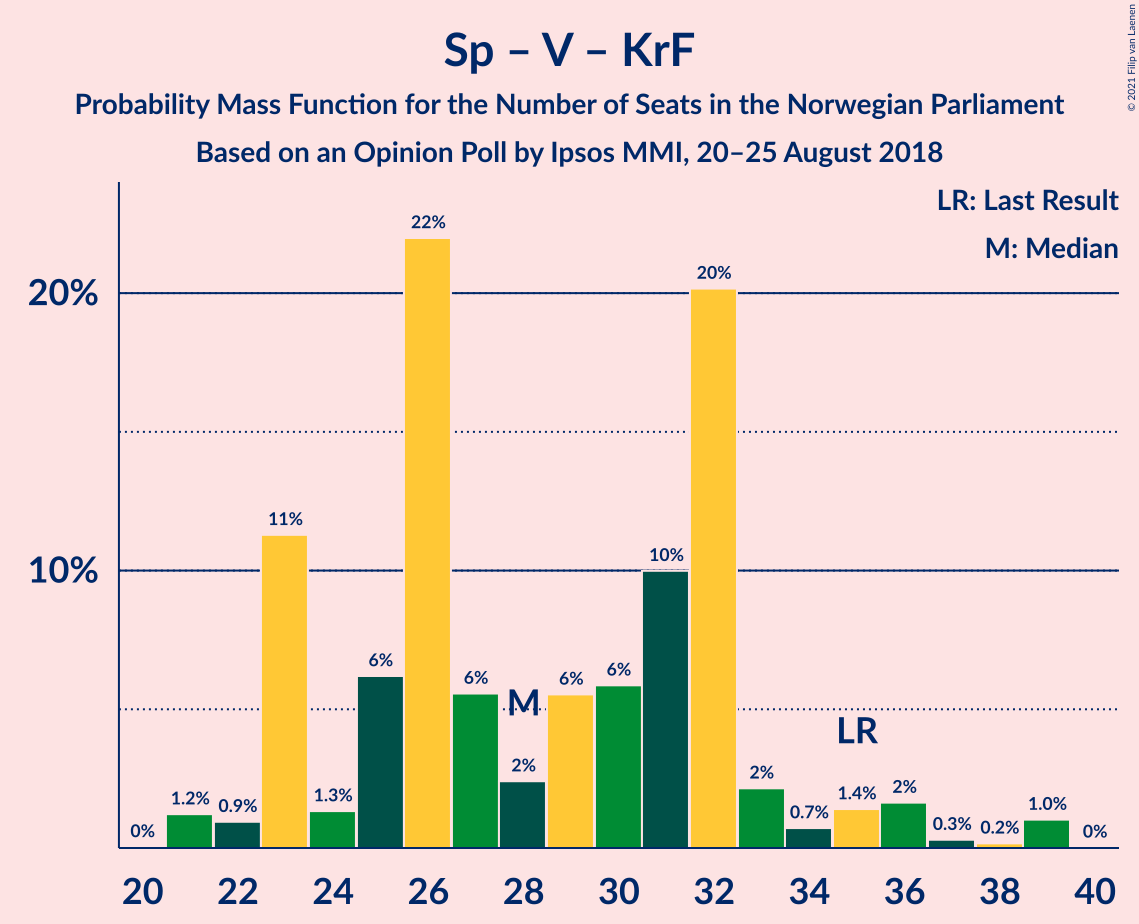 Sp – V – KrF
Probability Mass Function for the Number of Seats in the Norwegian Parliament
Based on an Opinion Poll by Ipsos MMI, 20–25 August 2018
© 2021 Filip van Laenen
LR: Last Result
M: Median
20%
10%
0%
1.2%
0.9%
11%
1.3%
6%
22%
6%
2%
6%
6%
10%
20%
2%
0.7%
1.4%
2%
0.3%
0.2%
1.0%
0%
M
LR
20 22 24 26 28 30 32 34 36 38 40